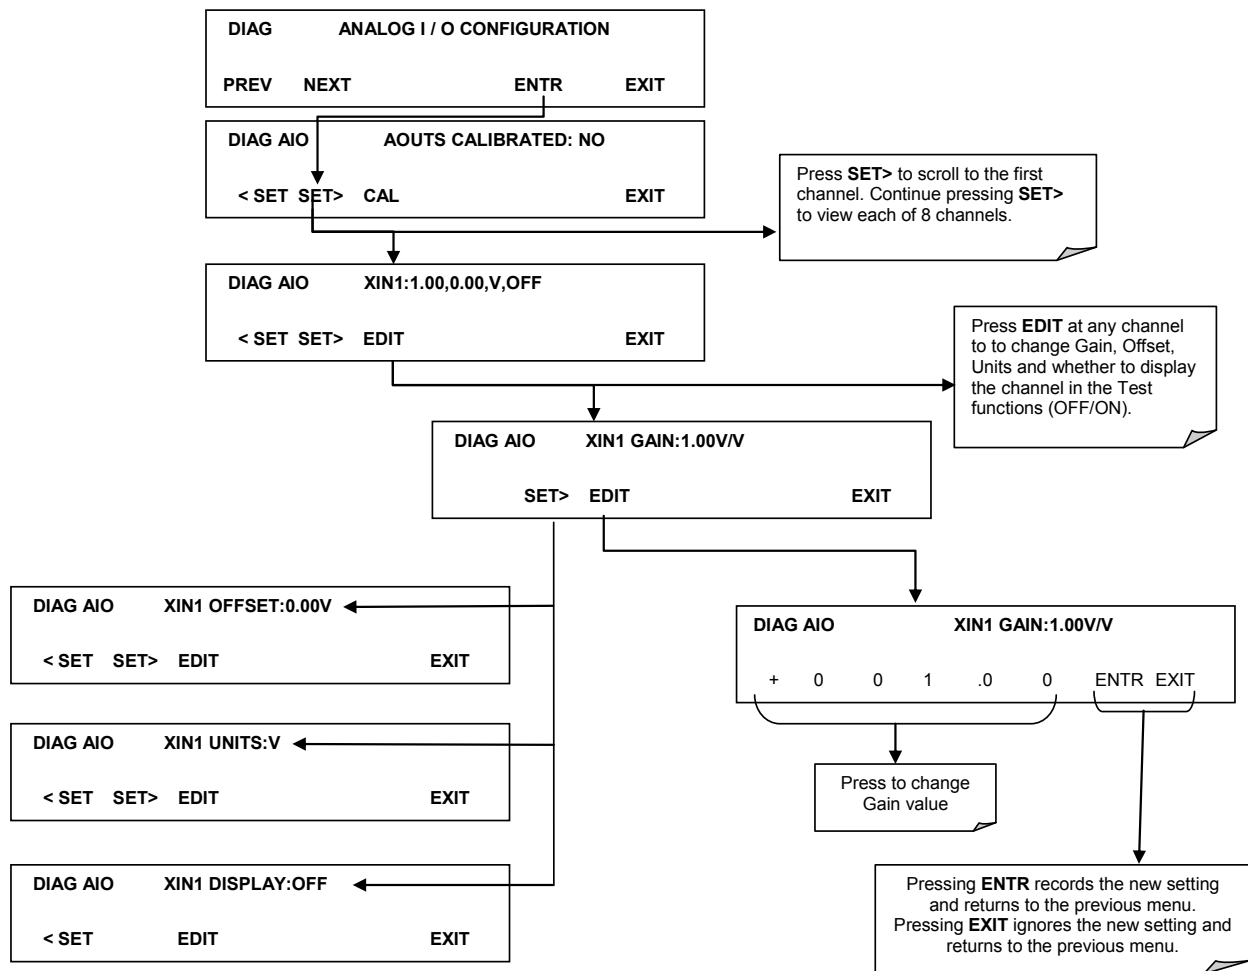 DIAG ANALOG I / O CONFIGURATION
PREV NEXT ENTR EXIT
DIAG AIO AOUTS CALIBRATED: NO
< SET SET> CAL EXIT
Press SET> to scroll to the first
channel. Continue pressing SET>
to view each of 8 channels.
DIAG AIO XIN1:1.00,0.00,V,OFF
< SET SET> EDIT EXIT
Press EDIT at any channel
to to change Gain, Offset,
Units and whether to display
the channel in the Test
functions (OFF/ON).
DIAG AIO XIN1 GAIN:1.00V/V
SET> EDIT EXIT
DIAG AIO XIN1 OFFSET:0.00V
< SET SET> EDIT EXIT
DIAG AIO XIN1 GAIN:1.00V/V
+ 0 0 1 .0 0 ENTR EXIT
DIAG AIO XIN1 UNITS:V
< SET SET> EDIT EXIT
Press to change
Gain value
DIAG AIO XIN1 DISPLAY:OFF
< SET EDIT EXIT
Pressing ENTR records the new setting
and returns to the previous menu.
Pressing EXIT ignores the new setting and
returns to the previous menu.